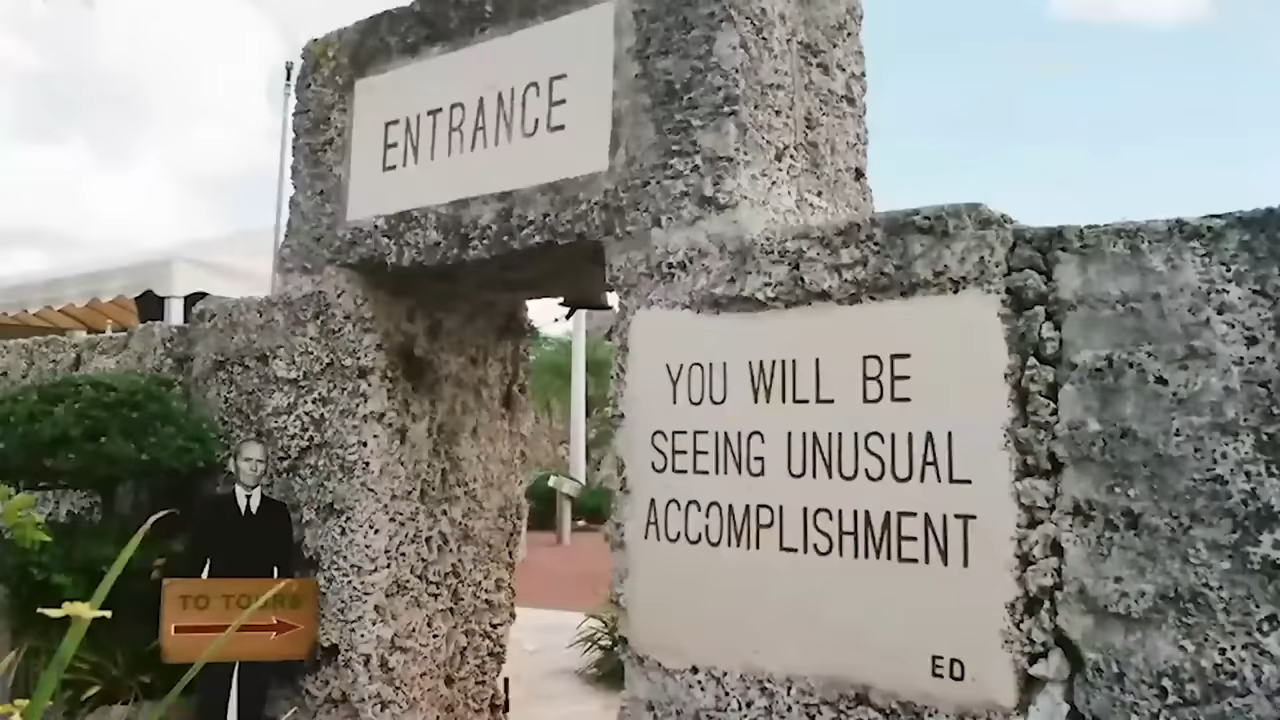 ENTRANCE
YOU WILL BE
SEEING UNUSUAL
ACCOMPLISHMENT
ED
TO TOURS